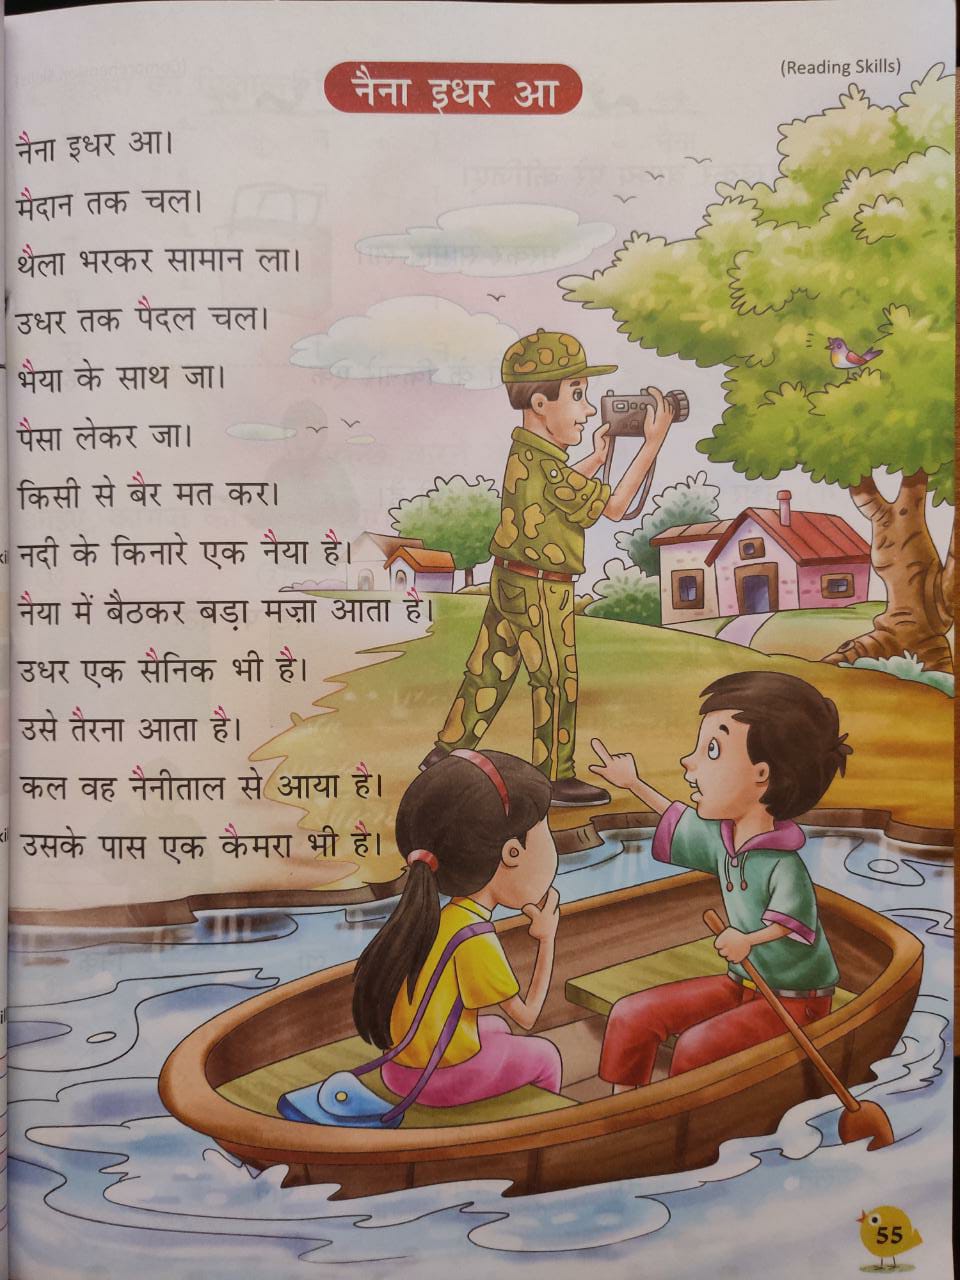 (Reading Skills)
नैना इधर आ
नैना इधर आ।
मैदान तक चल।
थैला भरकर सामान ला।
उधर तक पैदल चल।
भैया के साथ जा।
पैसा लेकर जा।
किसी से बैर मत कर।
नदी के किनारे एक नैया है।
नैया में बैठकर बड़ा मज़ा आता है।
उधर एक सैनिक भी है।
उसे तैरना आता है।
कल वह नैनीताल से आया है।
उसके पास एक कैमरा भी है।
55